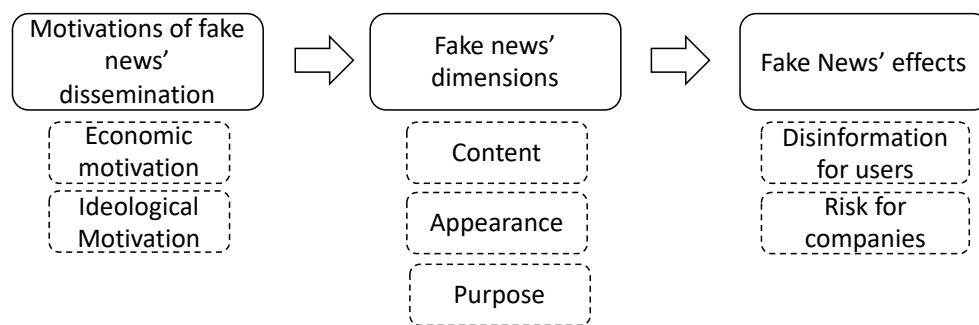 Motivations of fake
news’
dissemination
Economic
motivation
Ideological
Motivation
Fake news’
dimensions
Content
Appearance
Purpose
Fake News’ effects
Disinformation
for users
Risk for
companies